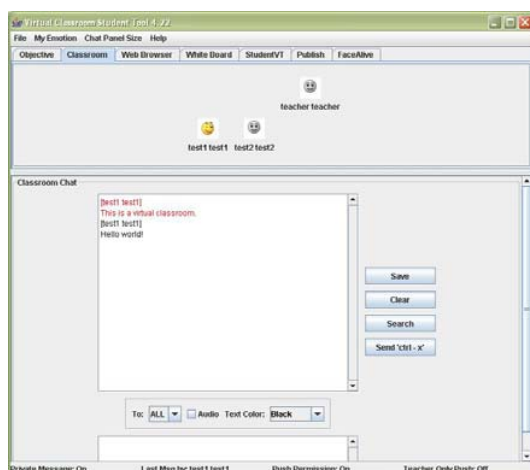 Virtual Classroom Student Tool 4.22
File My Emotion Chat Panel Size Help
Objective Classroom Web Browser White Board StudentVT Publish FaceAlive
teacher teacher
test1 test1 test2 test2
Classroom Chat
[test1 test1]
This is a virtual classroom.
[test1 test1]
Hello world!
Save
Clear
Search
Send 'ctrl - x'
To: ALL Audio Text Color: Black
Private Message: On Last Msg by: test1 test1 Push Permission: On Teacher Only Push: Off